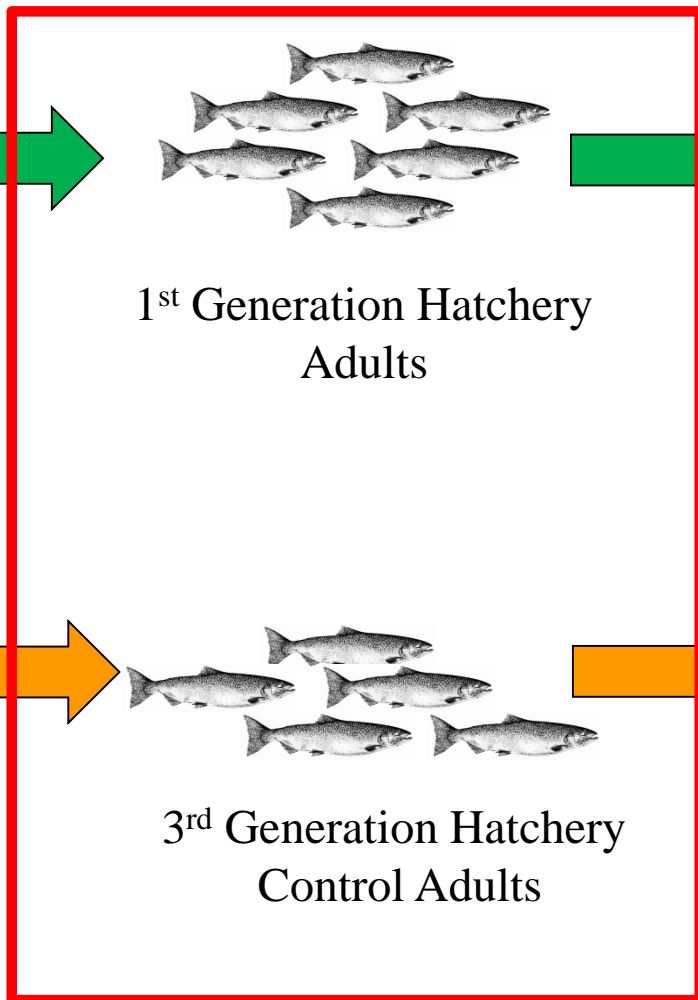 1st Generation Hatchery
Adults
3rd Generation Hatchery
Control Adults